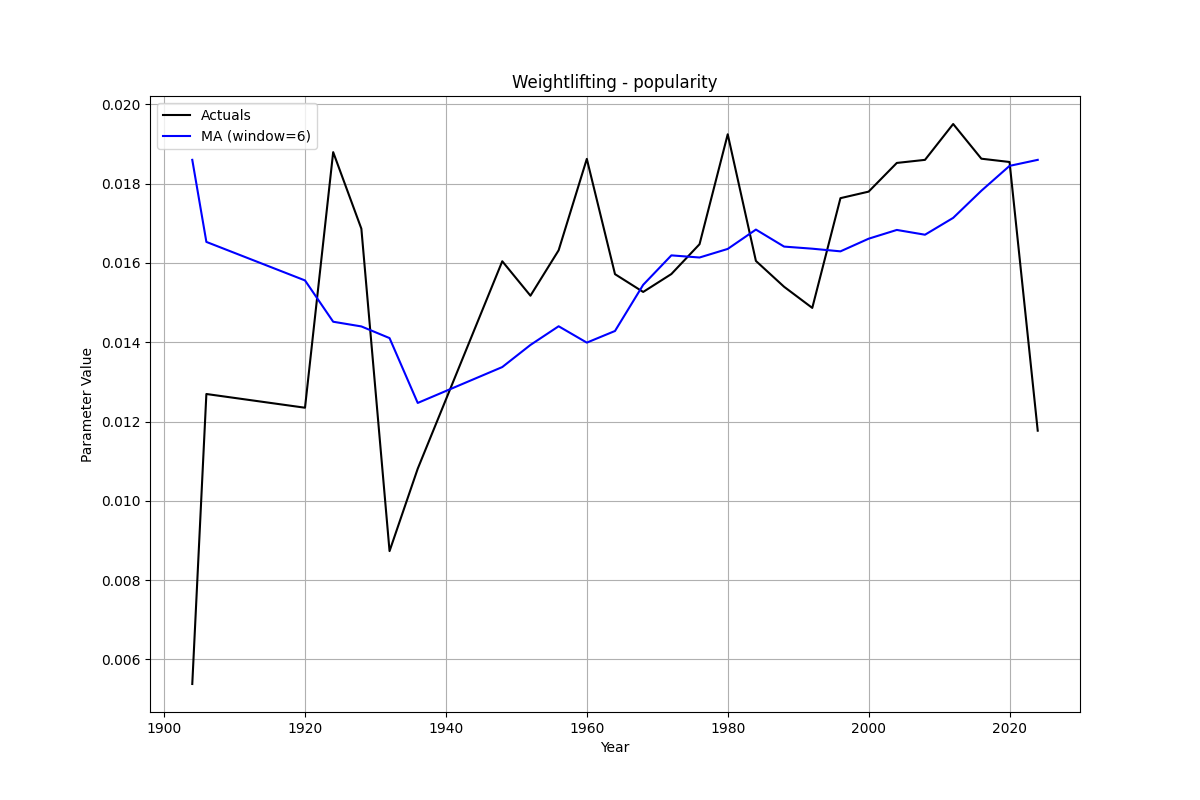 Weightlifting - popularity
Actuals
MA (window=6)
Parameter Value
0.020
0.018
0.016
0.014
0.012
0.010
0.008
0.006
1900 1920 1940 1960 1980 2000 2020
Year